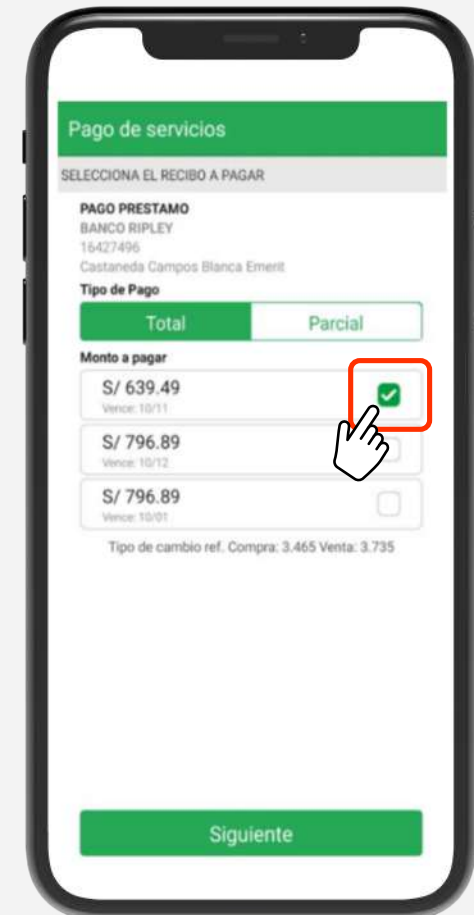 Pago de servicios
SELECCIONA EL RECIBO A PAGAR
PAGO PRESTAMO
BANCO RIPLEY
16427496
Castaneda Campos Blanca Emerit
Tipo de Pago
Total Parcial
Monto a pagar
S/ 639.49
Vence: 10/11
S/ 796.89
Vence: 10/12
S/ 796.89
Vence: 10/01
Tipo de cambio ref. Compra: 3.465 Venta: 3.735
Siguiente